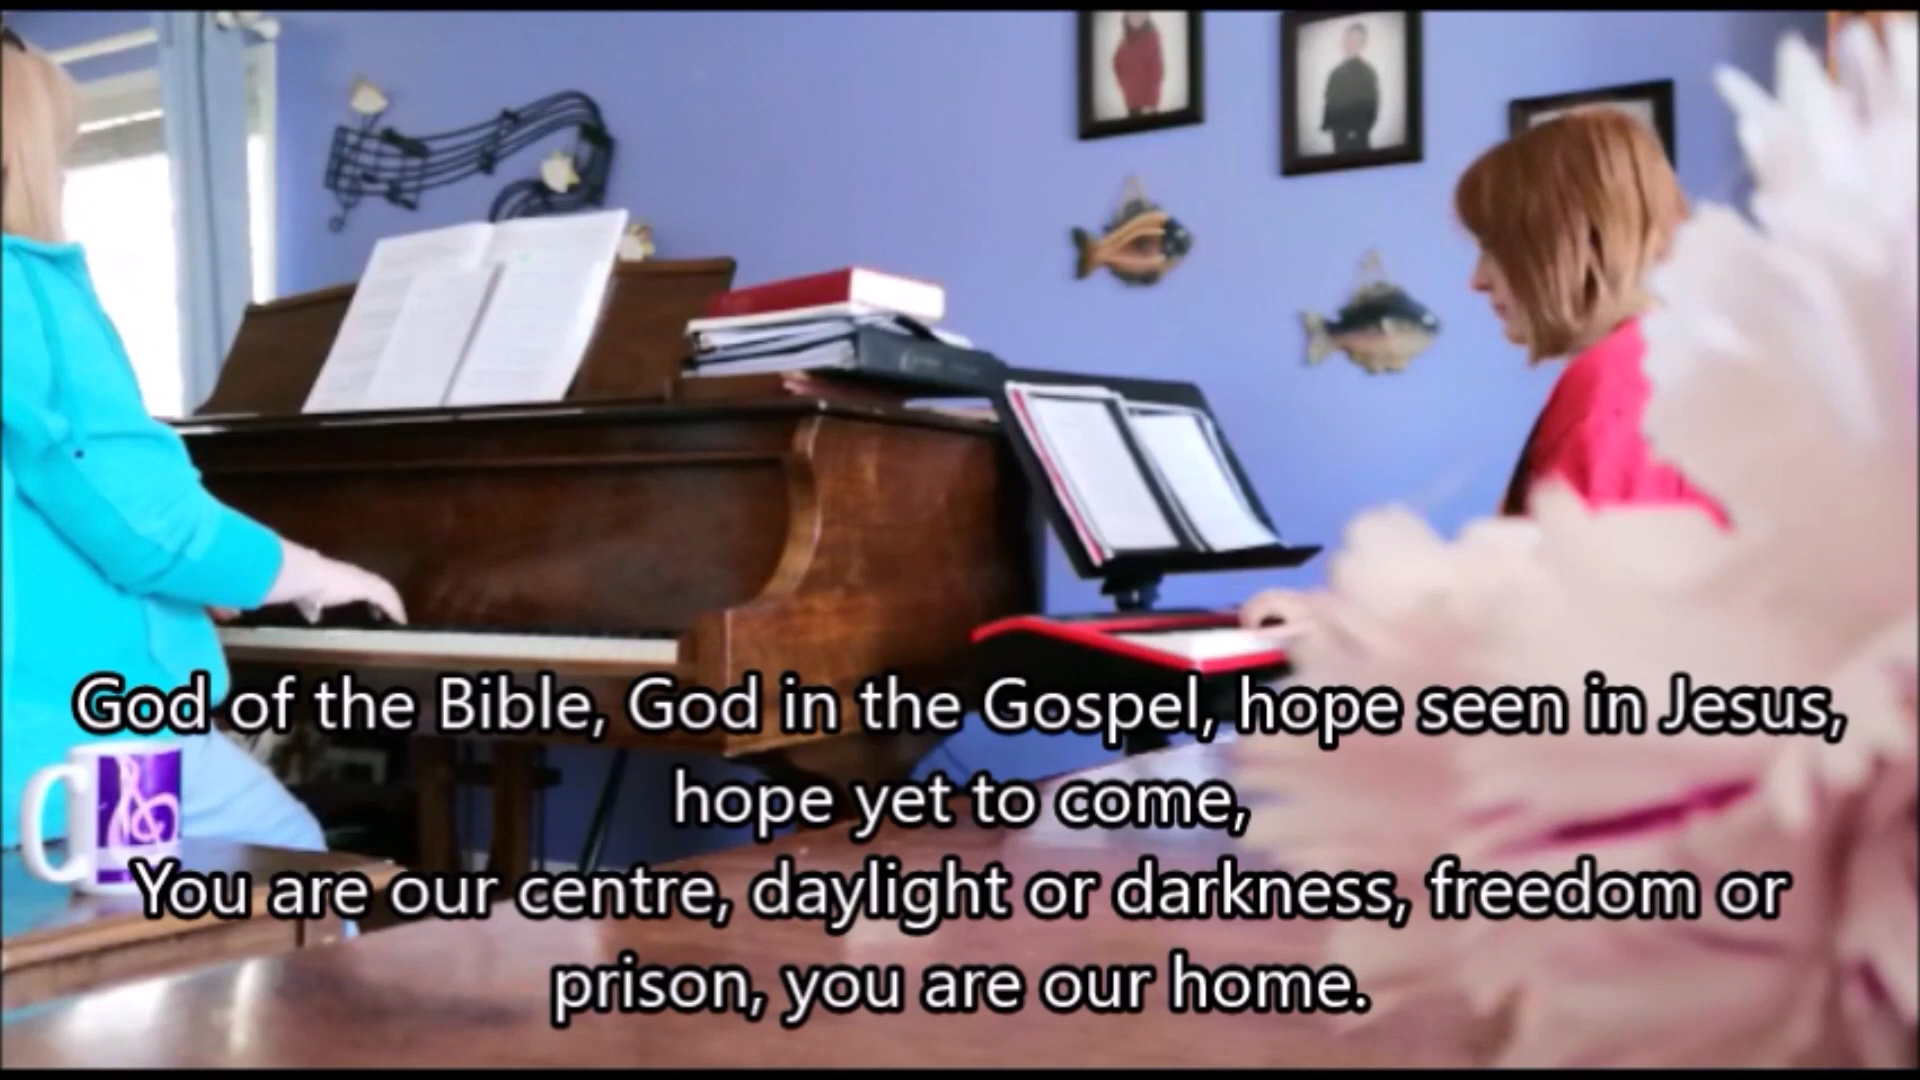 God of the Bible, God in the Gospel, hope seen in Jesus,
hope yet to come,
You are our centre, daylight or darkness, freedom or
prison, you are our home.